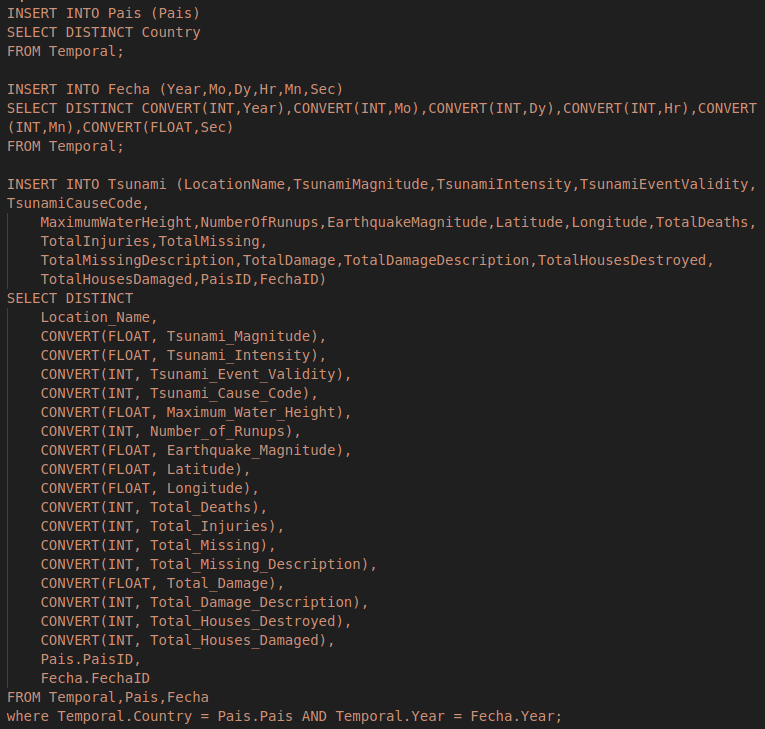 INSERT INTO Pais (Pais)
SELECT DISTINCT Country
FROM Temporal;
INSERT INTO Fecha (Year,Mo,Dy,Hr,Mn,Sec)
SELECT DISTINCT CONVERT(INT,Year),CONVERT(INT,Mo),CONVERT(INT,Dy),CONVERT(INT,Hr),CONVERT
(INT,Mn),CONVERT(FLOAT,Sec)
FROM Temporal;
INSERT INTO Tsunami (LocationName,TsunamiMagnitude,TsunamiIntensity,TsunamiEventValidity,
TsunamiCauseCode,
MaximumWaterHeight,NumberOfRunups,EarthquakeMagnitude,Latitude,Longitude,TotalDeaths,
TotalInjuries,TotalMissing,
TotalMissingDescription,TotalDamage,TotalDamageDescription,TotalHousesDestroyed,
TotalHousesDamaged,PaisID,FechaID)
SELECT DISTINCT
Location_Name,
CONVERT(FLOAT, Tsunami_Magnitude),
CONVERT(FLOAT, Tsunami_Intensity),
CONVERT(INT, Tsunami_Event_Validity),
CONVERT(INT, Tsunami_Cause_Code),
CONVERT(FLOAT, Maximum_Water_Height),
CONVERT(INT, Number_of_Runups),
CONVERT(FLOAT, Earthquake_Magnitude),
CONVERT(FLOAT, Latitude),
CONVERT(FLOAT, Longitude),
CONVERT(INT, Total_Deaths),
CONVERT(INT, Total_Injuries),
CONVERT(INT, Total_Missing),
CONVERT(INT, Total_Missing_Description),
CONVERT(FLOAT, Total_Damage),
CONVERT(INT, Total_Damage_Description),
CONVERT(INT, Total_Houses_Destroyed),
CONVERT(INT, Total_Houses_Damaged),
Pais.PaisID,
Fecha.FechaID
FROM Temporal,Pais,Fecha
where Temporal.Country = Pais.Pais AND Temporal.Year = Fecha.Year;